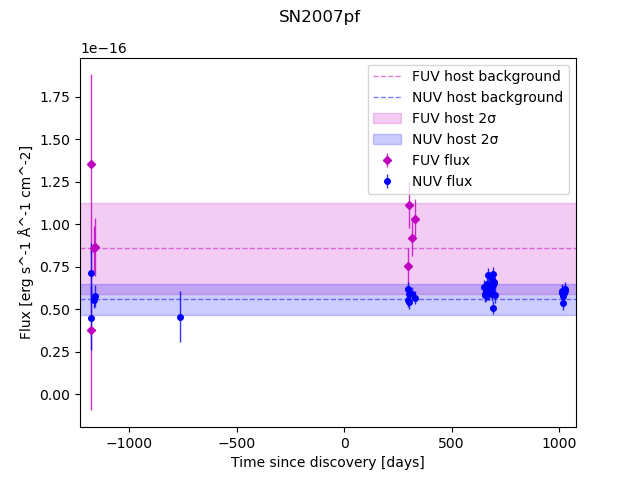 SN2007pf
1e−16
FUV host background
NUV host background
FUV host 2σ
NUV host 2σ
FUV flux
NUV flux
1.75
1.50
1.25
1.00
0.75
0.50
0.25
0.00
Flux [erg s^-1 Å^-1 cm^-2]
−1000
−500
0
500
1000
Time since discovery [days]